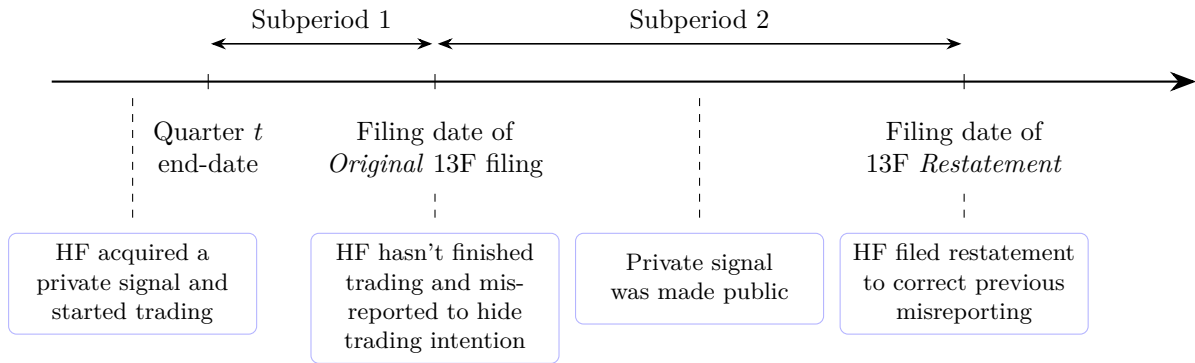 Subperiod 1
Subperiod 2
Quarter t
end-date
Filing date of
Original 13F filing
Filing date of
13F Restatement
HF acquired a
private signal and
started trading
HF hasn't finished
trading and mis-
reported to hide
trading intention
Private signal
was made public
HF filed restatement
to correct previous
misreporting